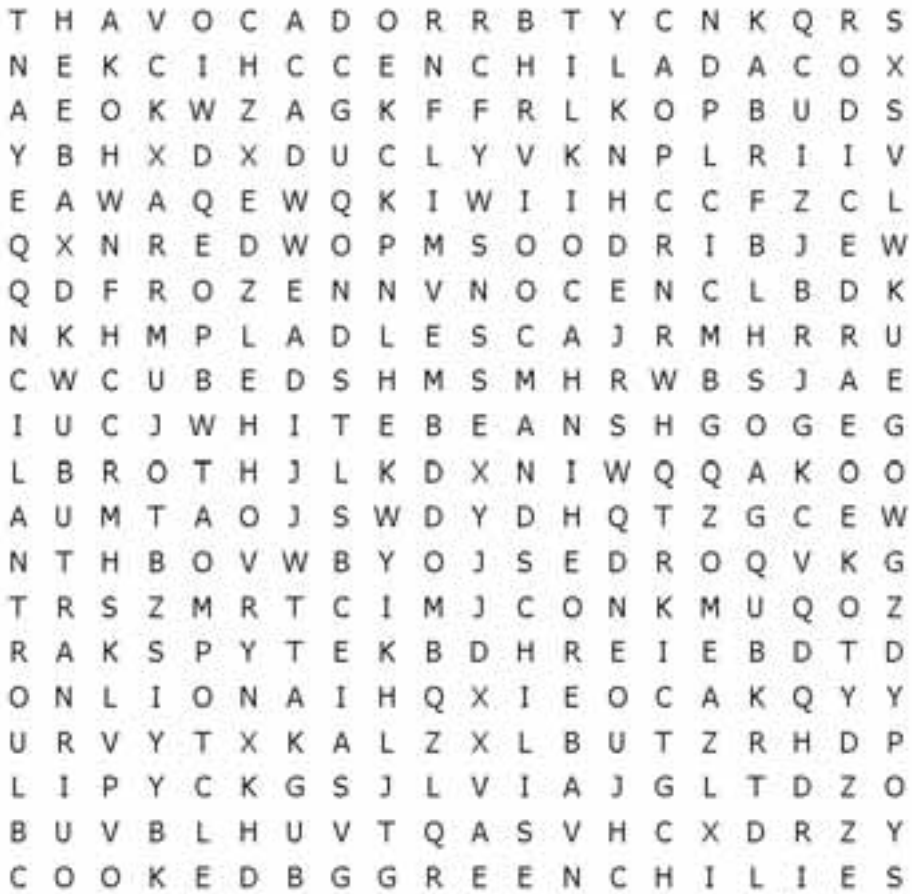 T H A V O C A D O R R B T Y C N K Q R S
N E K C I H C C E N C H I L A D A C O X
A E O K W Z A G K F F R L K O P B U D S
Y B H X D X D U C L Y V K N P L R I I V
E A W A Q E W Q K I W I I H C C F Z C L
Q X N R E D W O P M S O O D R I B J E W
Q D F R O Z E N N V N O C E N C L B D K
N K H M P L A D L E S C A J R M H R R U
C W C U B E D S H M S M H R W B S J A E
I U C J W H I T E B E A N S H G O G E G
L B R O T H J L K D X N I W Q Q A K O O
A U M T A O J S W D Y D H Q T Z G C E W
N T H B O V W B Y O J S E D R O Q V K G
T R S Z M R T C I M J C O N K M U Q O Z
R A K S P Y T E K B D H R E I E B D T D
O N L I O N A I H Q X I E O C A K Q Y Y
U R V Y T X K A L Z X L B U T Z R H D P
L I P Y C K G S J L V I A J G L T D Z O
B U V B L H U V T Q A S V H C X D R Z Y
C O O K E D B G G R E E N C H I L I E S